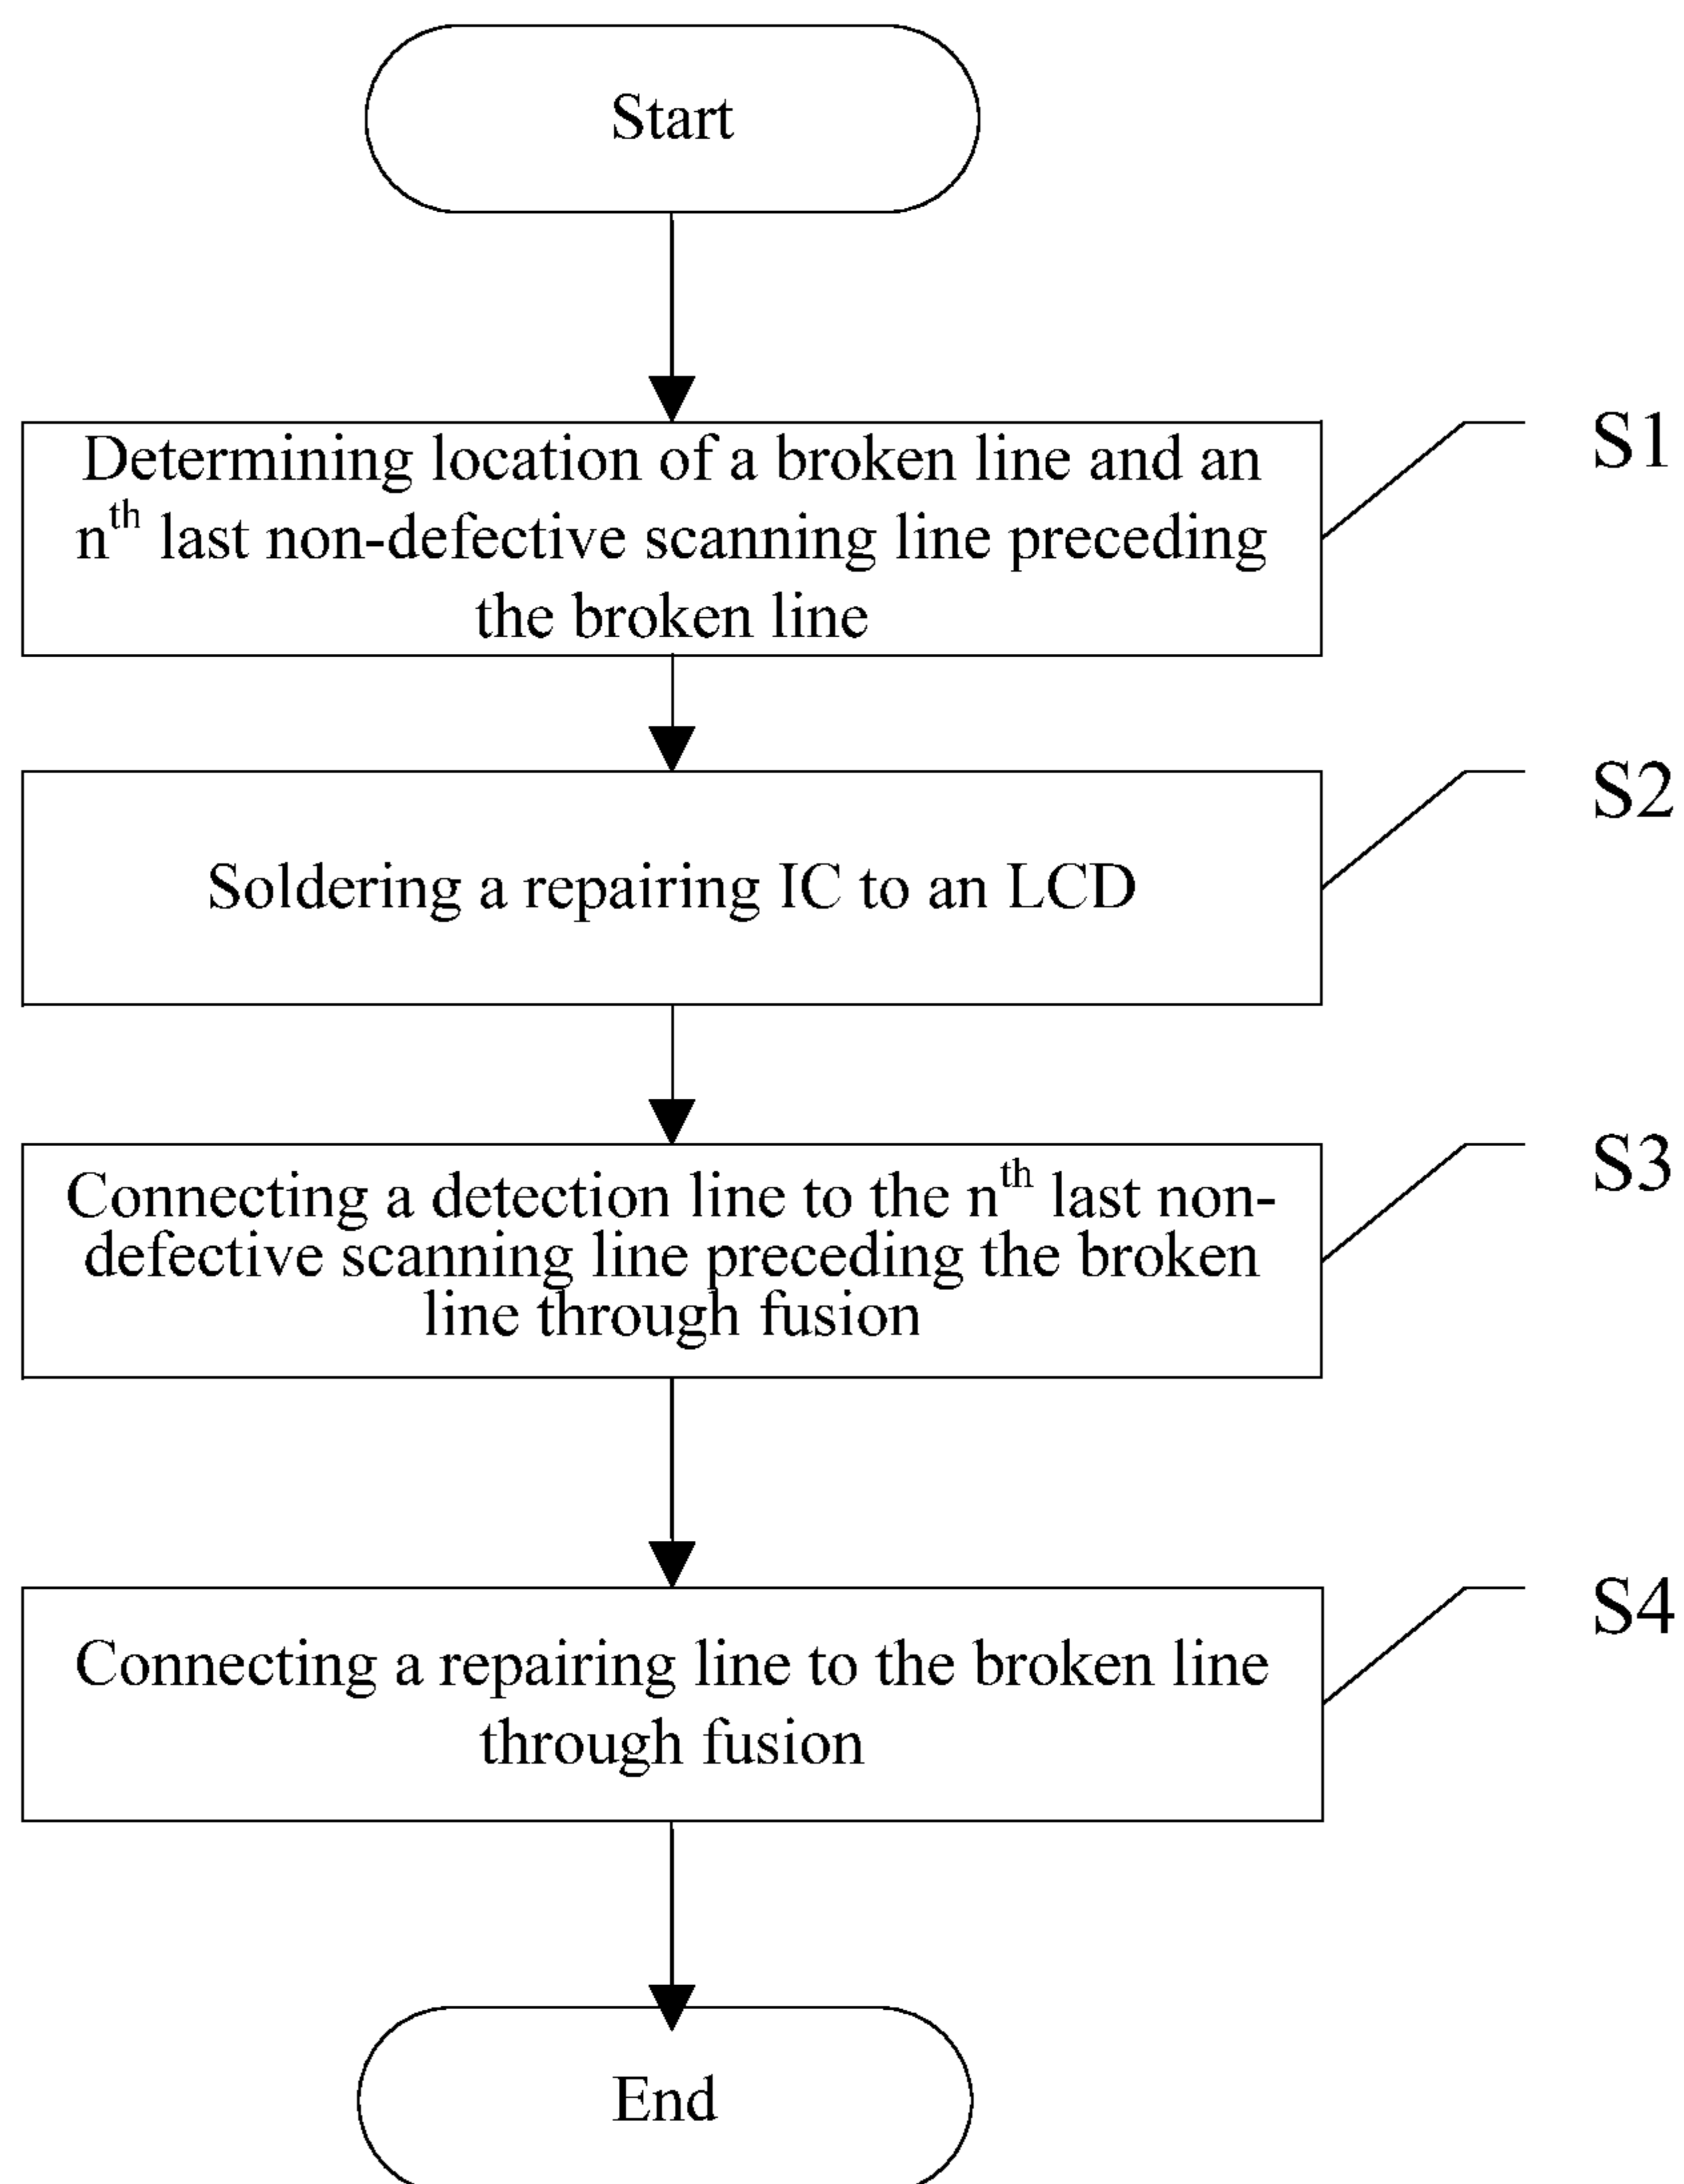 Start
Determining location of a broken line and an
nth last non-defective scanning line preceding
the broken line
S1
Soldering a repairing IC to an LCD
S2
Connecting a detection line to the nth last non-
defective scanning line preceding the broken
line through fusion
S3
Connecting a repairing line to the broken line
through fusion
S4
End